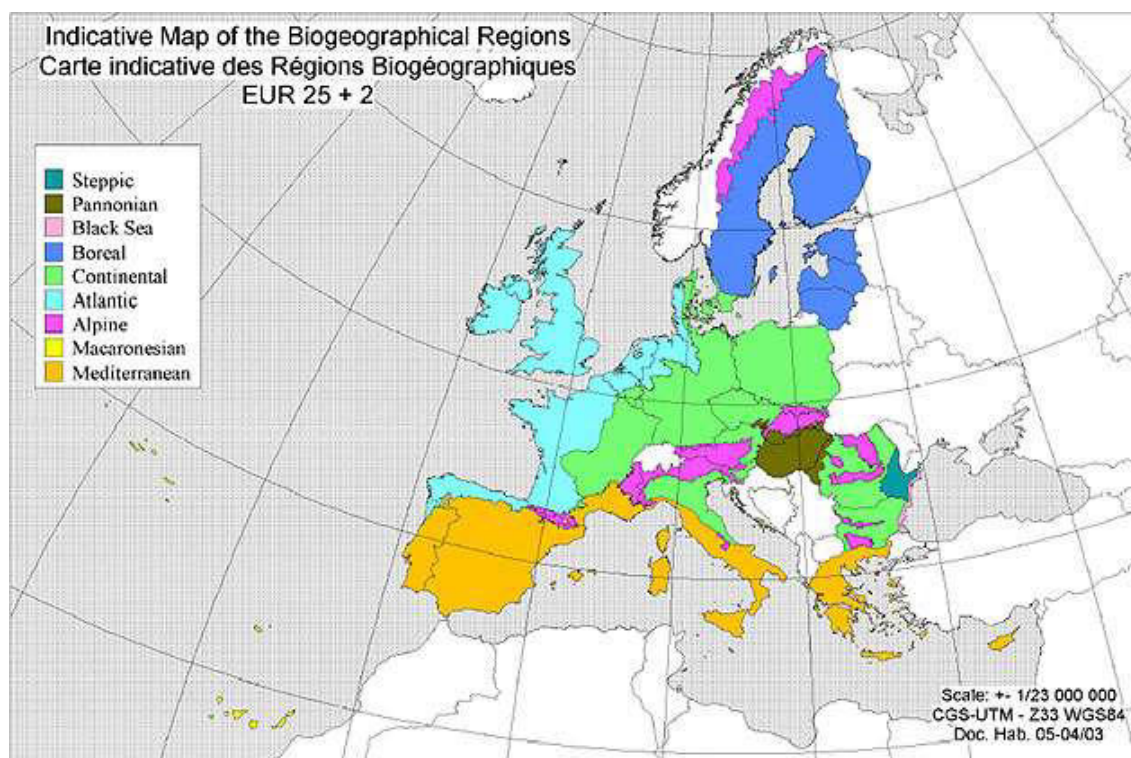 Indicative Map of the Biogeographical Regions
Carte indicative des Régions Biogéographiques
EUR 25 + 2
Steppic
Pannonian
Black Sea
Boreal
Continental
Atlantic
Alpine
Macaronesian
Mediterranean
Scale: +- 1/23 000 000
CGS-UTM - Z33 WGS84
Doc. Hab. 05-04/03